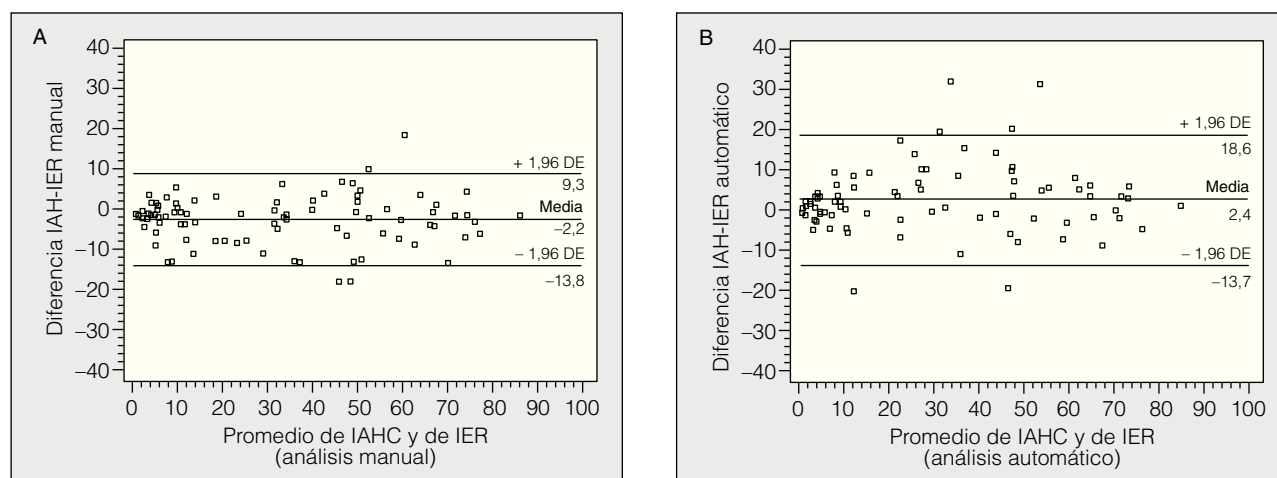 A
Diferencia IAH-IER manual
40
30
20
10
0
–10
–20
–30
–40
+ 1,96 DE
9,3
Media
–2,2
– 1,96 DE
–13,8
0 10 20 30 40 50 60 70 80 90 100
Promedio de IAHC y de IER
(análisis manual)
B
Diferencia IAH-IER automático
40
30
20
10
0
–10
–20
–30
–40
+ 1,96 DE
18,6
Media
2,4
– 1,96 DE
–13,7
0 10 20 30 40 50 60 70 80 90 100
Promedio de IAHC y de IER
(análisis automático)